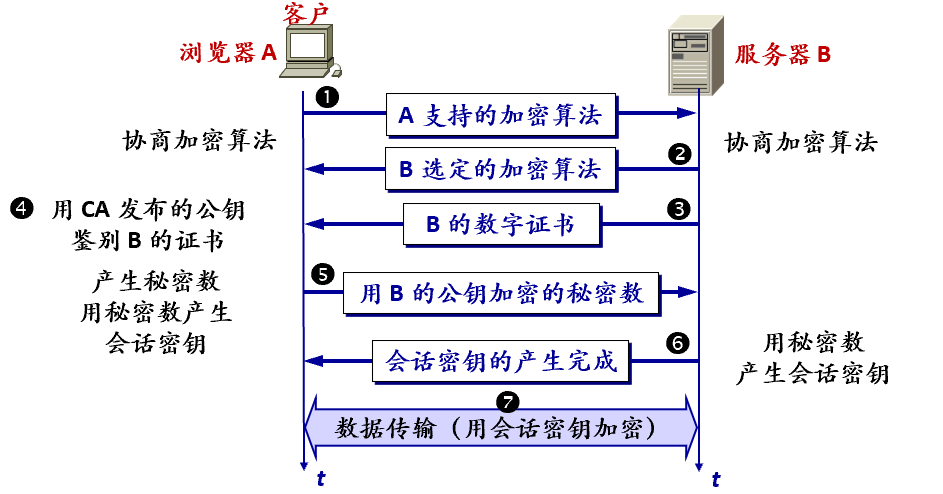 客户
浏览器 A
服务器 B
❶
A 支持的加密算法
协商加密算法
协商加密算法
❷
B 选定的加密算法
❸
B 的数字证书
❹ 用 CA 发布的公钥
鉴别 B 的证书
产生秘密数
用秘密数产生
会话密钥
❺
用 B 的公钥加密的秘密数
❻
会话密钥的产生完成
用秘密数
产生会话密钥
❼
数据传输（用会话密钥加密）
t
t